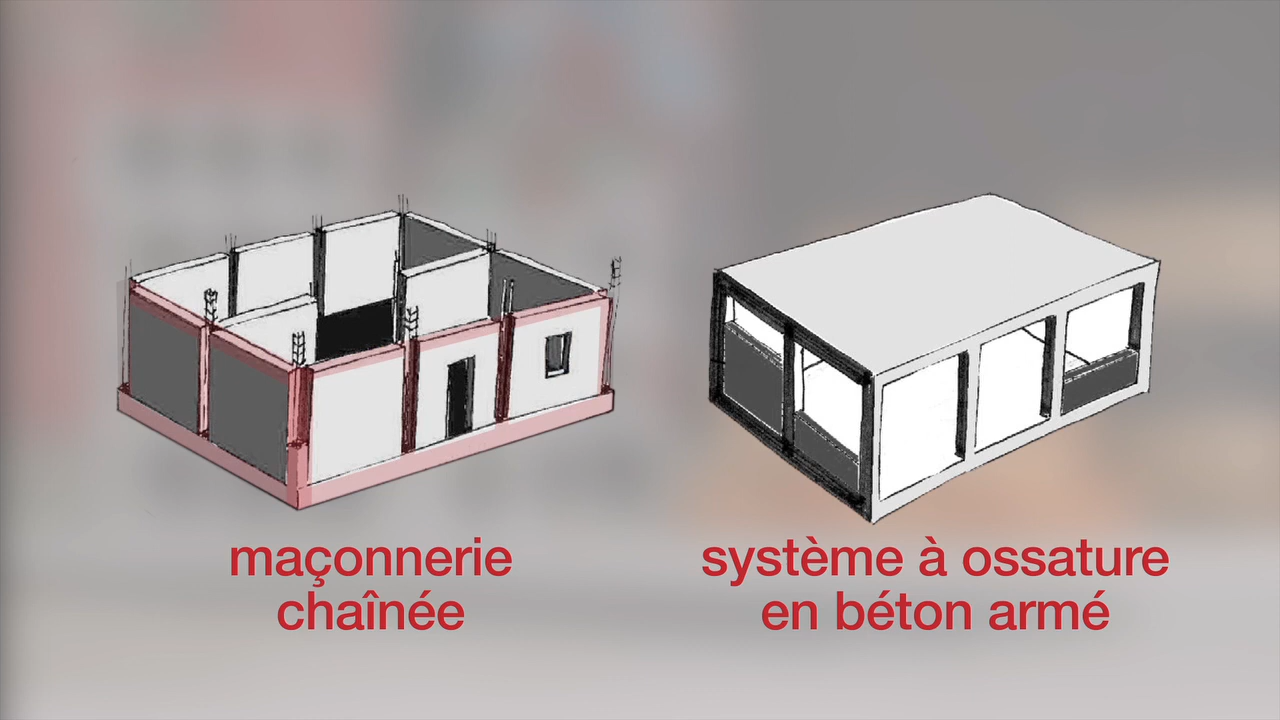 maçonnerie
chaînée
système à ossature
en béton armé